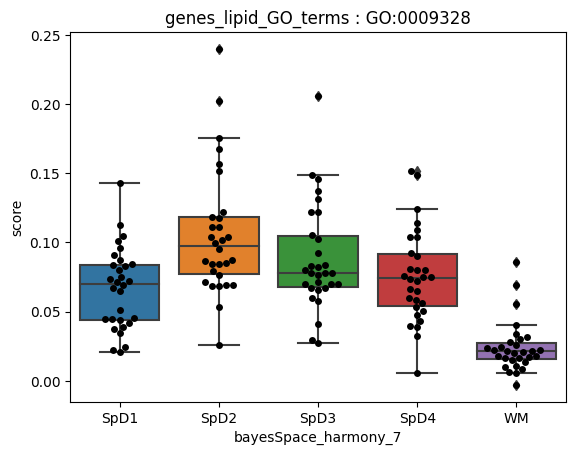 genes_lipid_GO_terms : GO:0009328
0.25
0.20
0.15
0.10
0.05
0.00
score
SpD1 SpD2 SpD3 SpD4 WM
bayesSpace_harmony_7